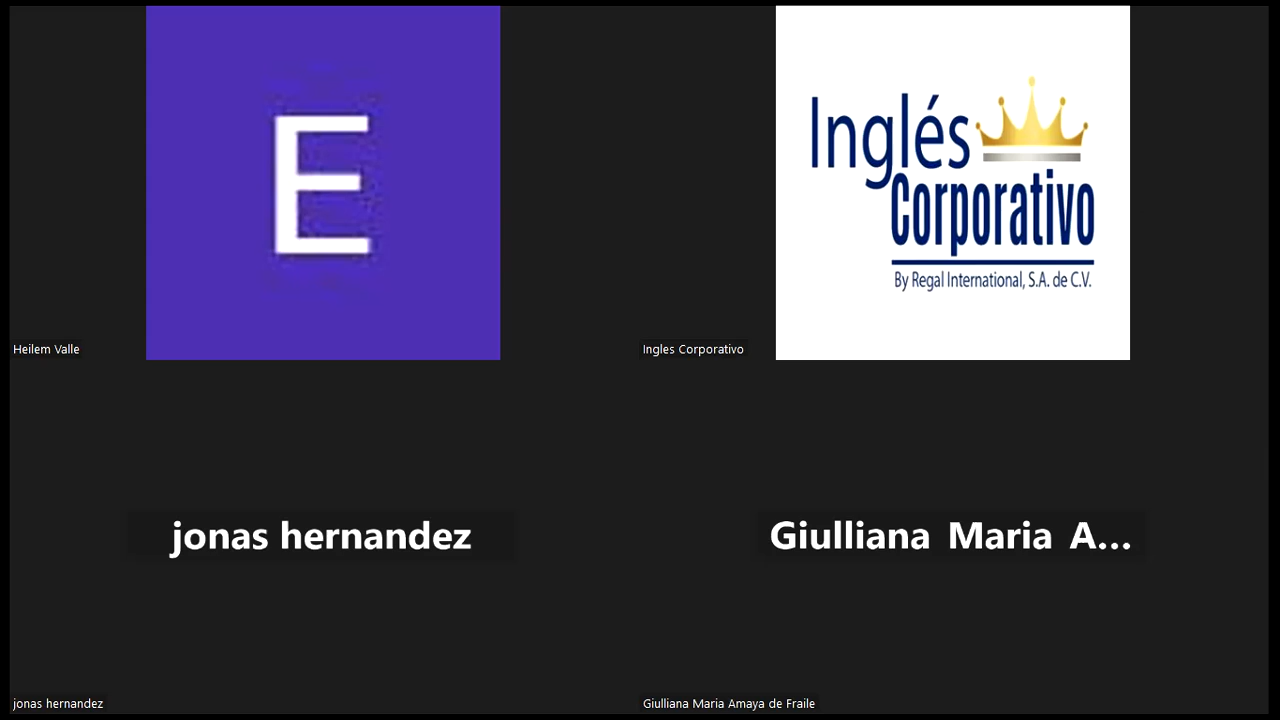 E
Heilem Valle
Inglés
Corporativo
By Regal International, S.A. de C.V.
Ingles Corporativo
jonas hernandez
jonas hernandez
Giulliana Maria A...
Giulliana Maria Amaya de Fraile